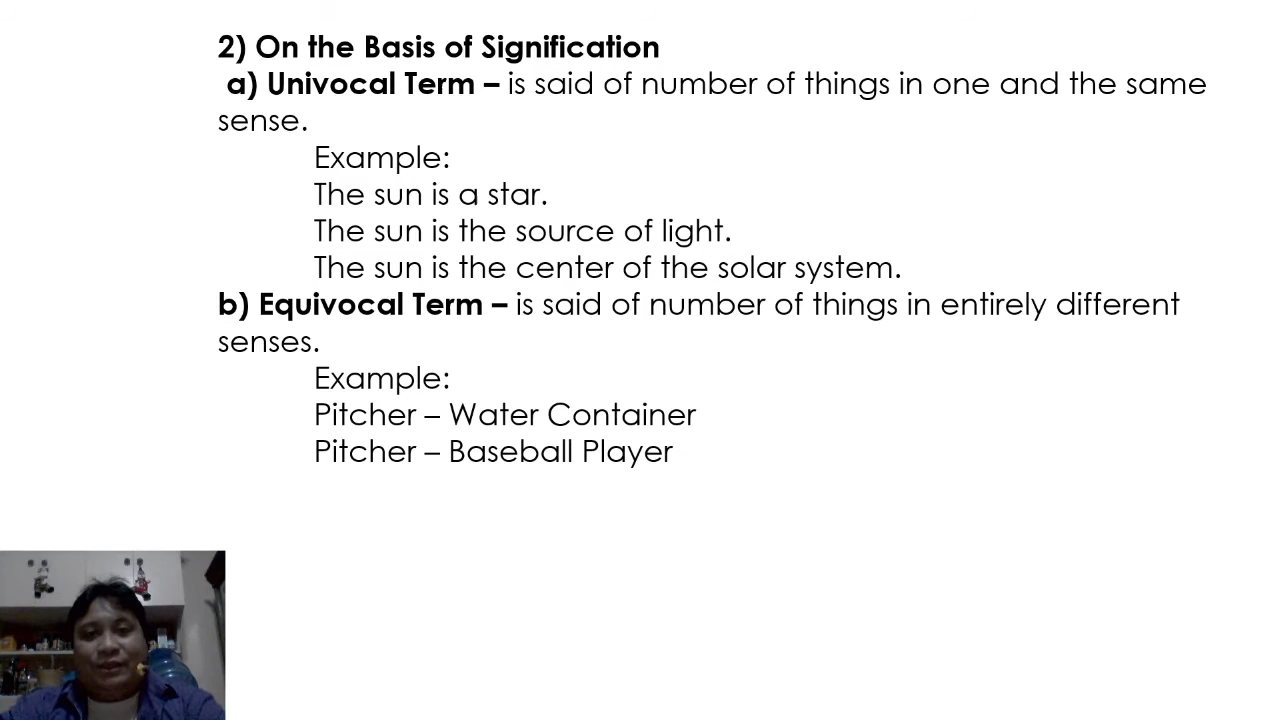 2) On the Basis of Signification
a) Univocal Term – is said of number of things in one and the same
sense.
Example:
The sun is a star.
The sun is the source of light.
The sun is the center of the solar system.
b) Equivocal Term – is said of number of things in entirely different
senses.
Example:
Pitcher – Water Container
Pitcher – Baseball Player